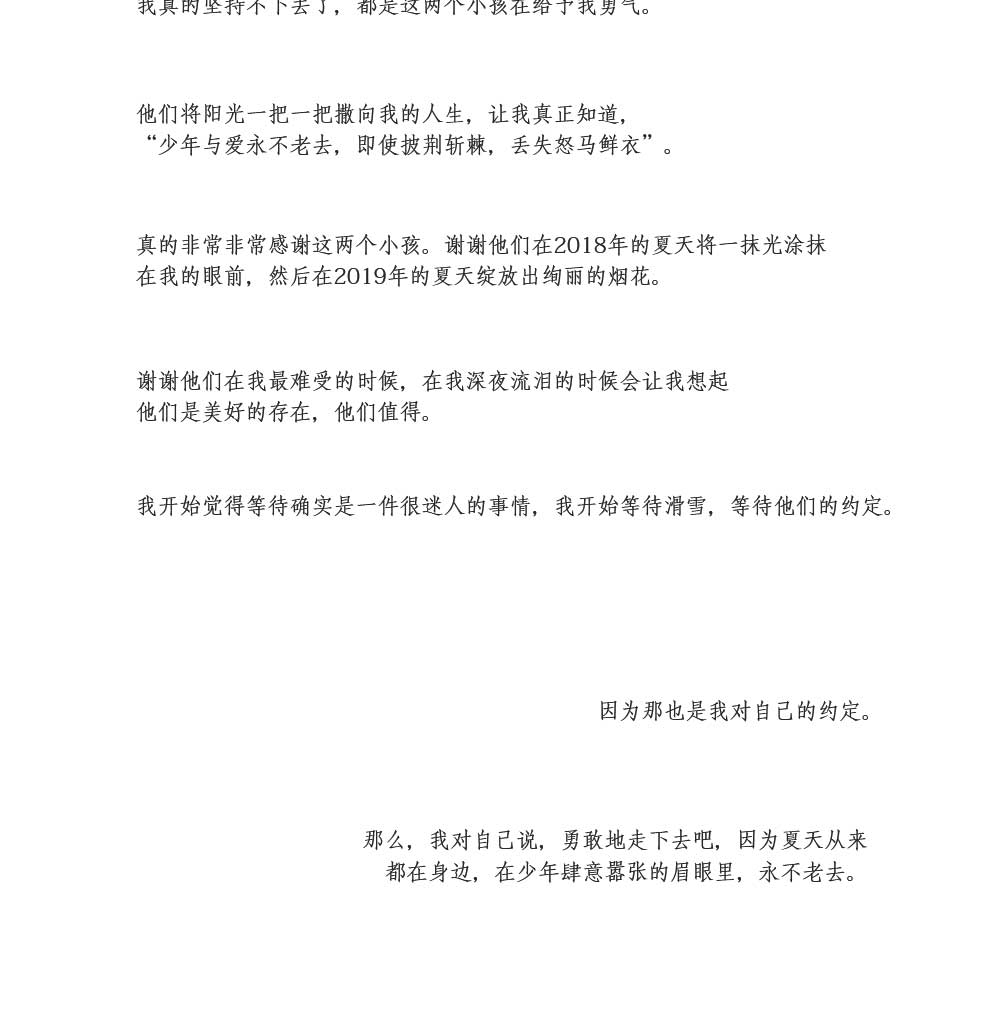 我真的坚持不下去了，都是这两个小孩在给予我勇气。
他们将阳光一把一把撒向我的人生，让我真正知道，
“少年与爱永不老去，即使披荆斩棘，丢失怒马鲜衣”。
真的非常非常感谢这两个小孩。谢谢他们在2018年的夏天将一抹光涂抹
在我的眼前，然后在2019年的夏天绽放出绚丽的烟花。
谢谢他们在我最难受的时候，在我深夜流泪的时候会让我想起
他们是美好的存在，他们值得。
我开始觉得等待确实是一件很迷人的事情，我开始等待滑雪，等待他们的约定。
因为那也是我对自己的约定。
那么，我对自己说，勇敢地走下去吧，因为夏天从来
都在身边，在少年肆意嚣张的眉眼里，永不老去。